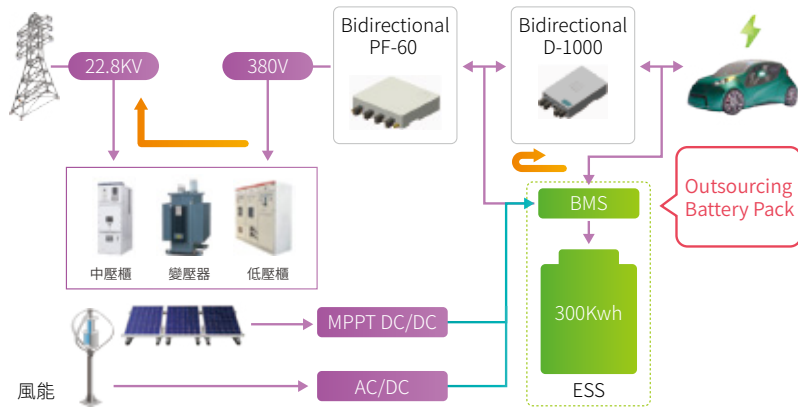 Bidirectional
PF-60
Bidirectional
D-1000
22.8KV
380V
中壓櫃
變壓器
低壓櫃
BMS
Outsourcing
Battery Pack
300Kwh
MPPT DC/DC
風能
AC/DC
ESS